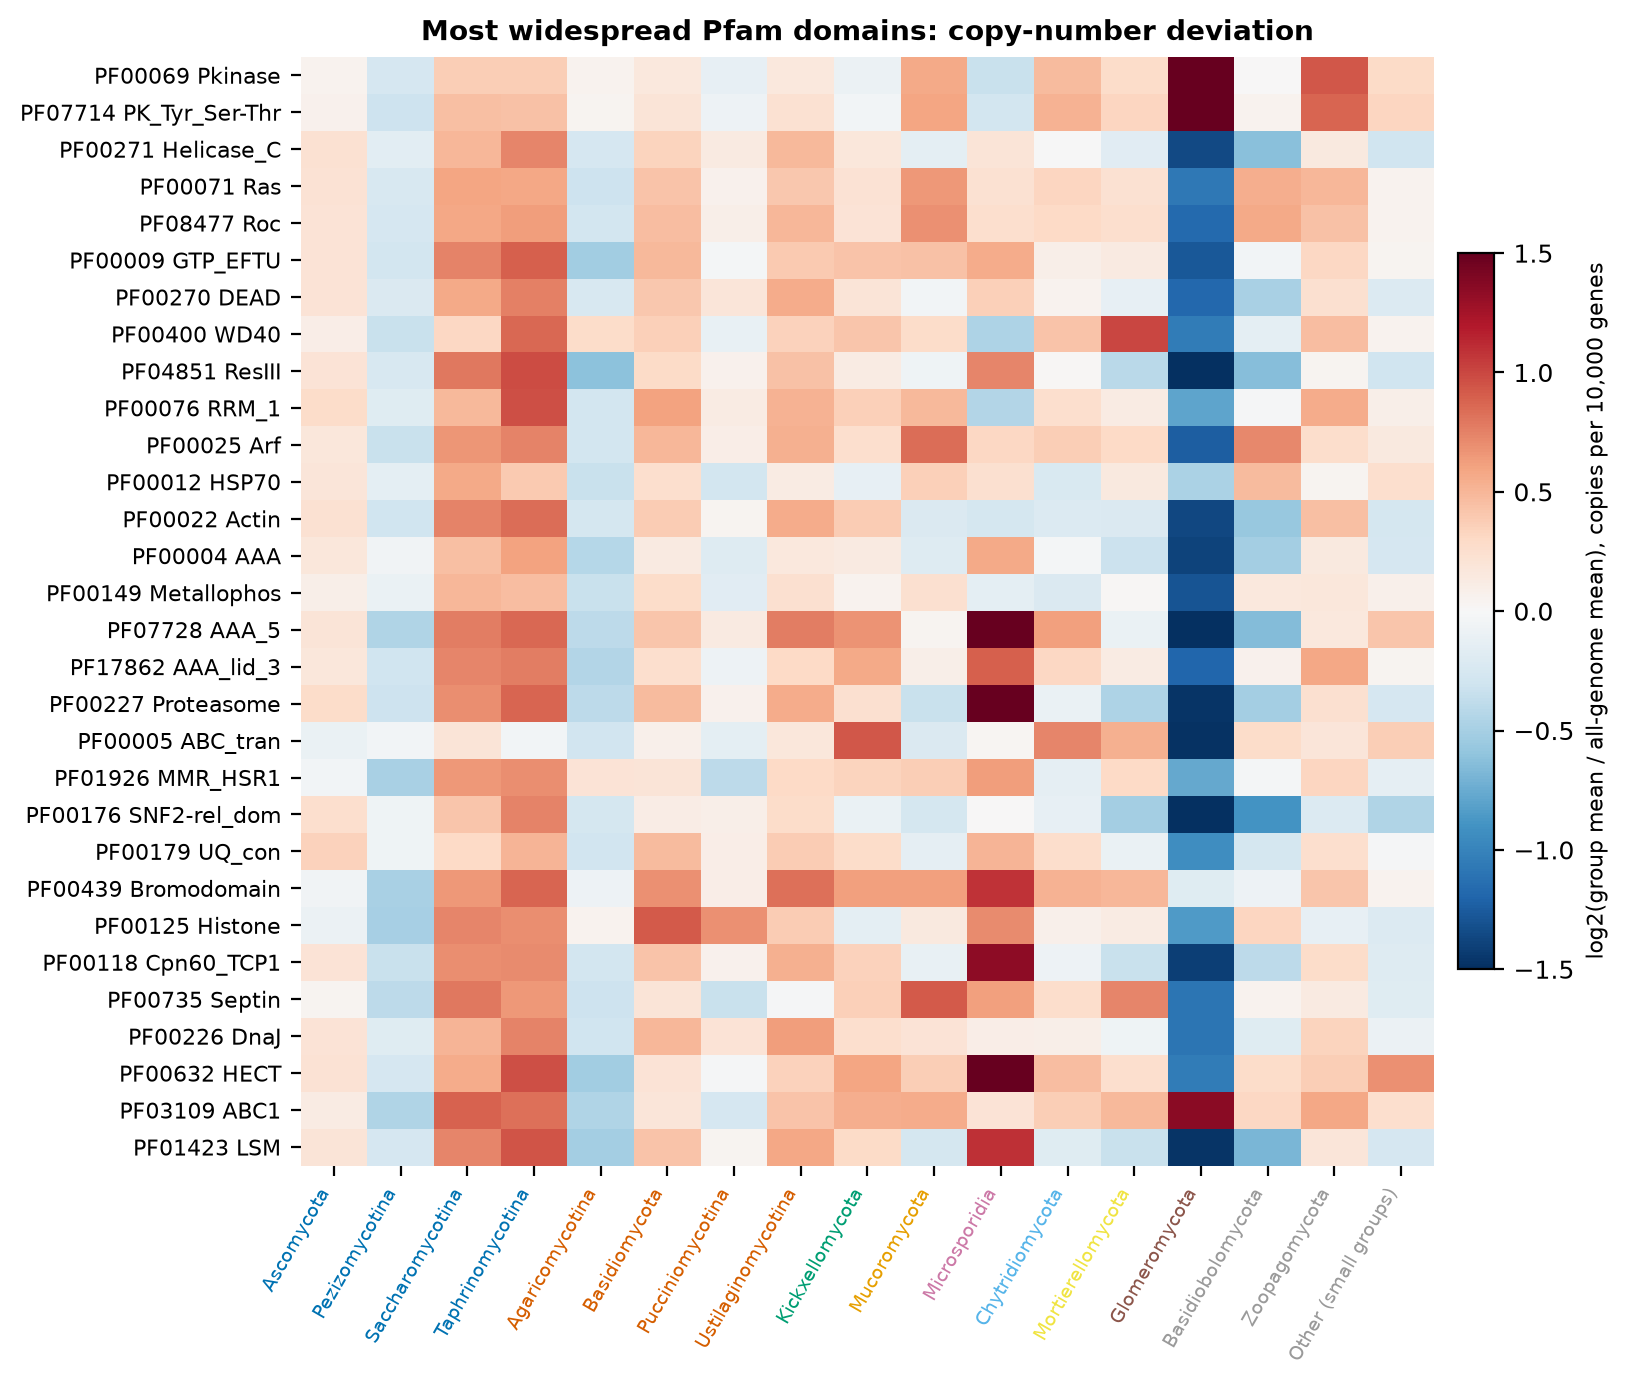 Most widespread Pfam domains: copy-number deviation
PF00069 Pkinase
PF07714 PK_Tyr_Ser-Thr
PF00271 Helicase_C
PF00071 Ras
PF08477 Roc
PF00009 GTP_EFTU
PF00270 DEAD
PF00400 WD40
PF04851 ResIII
PF00076 RRM_1
PF00025 Arf
PF00012 HSP70
PF00022 Actin
PF00004 AAA
PF00149 Metallophos
PF07728 AAA_5
PF17862 AAA_lid_3
PF00227 Proteasome
PF00005 ABC_tran
PF01926 MMR_HSR1
PF00176 SNF2-rel_dom
PF00179 UQ_con
PF00439 Bromodomain
PF00125 Histone
PF00118 Cpn60_TCP1
PF00735 Septin
PF00226 DnaJ
PF00632 HECT
PF03109 ABC1
PF01423 LSM
Ascomycota
Pezizomycotina
Saccharomycotina
Taphrinomycotina
Agaricomycotina
Basidiomycota
Pucciniomycotina
Ustilaginomycotina
Kickxellomycota
Mucoromycota
Microsporidia
Chytridiomycota
Mortierellomycota
Glomeromycota
Basidiobolomycota
Zoopagomycota
Other (small groups)
1.5
1.0
0.5
0.0
−0.5
−1.0
−1.5
log2(group mean / all-genome mean), copies per 10,000 genes